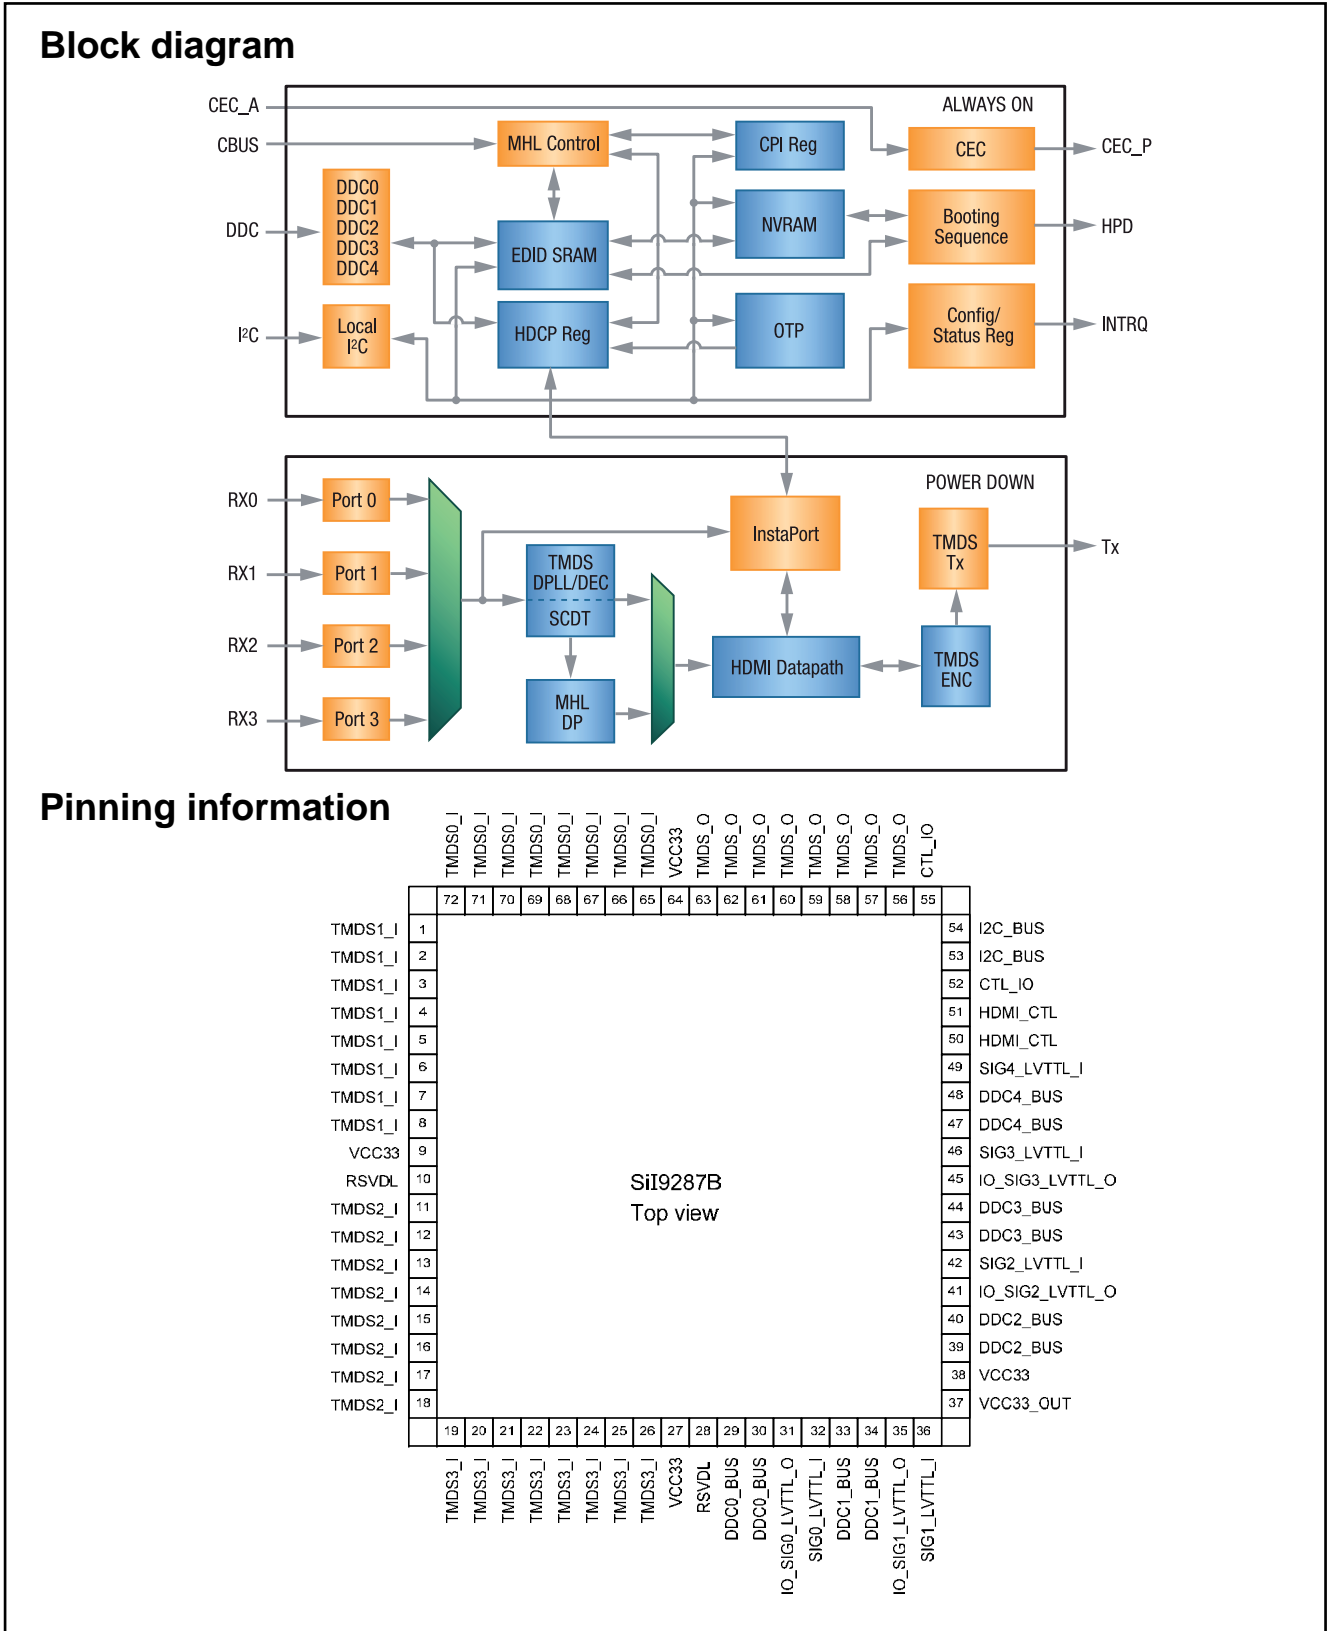 Block diagram
ALWAYS ON
CEC_A
CBUS
DDC
I²C
DDC0
DDC1
DDC2
DDC3
DDC4
Local
I²C
MHL Control
EDID SRAM
HDCP Reg
CPI Reg
NVRAM
OTP
CEC
Booting
Sequence
Config/
Status Reg
CEC_P
HPD
INTRQ
POWER DOWN
RX0
RX1
RX2
RX3
Port 0
Port 1
Port 2
Port 3
TMDS
DPLL/DEC
SCDT
MHL
DP
InstaPort
HDMI Datapath
TMDS
Tx
TMDS
ENC
Tx
Pinning information
TMDS0_I
TMDS0_I
TMDS0_I
TMDS0_I
TMDS0_I
TMDS0_I
TMDS0_I
TMDS0_I
VCC33
TMDS_O
TMDS_O
TMDS_O
TMDS_O
TMDS_O
TMDS_O
TMDS_O
TMDS_O
CTL_IO
72 71 70 69 68 67 66 65 64 63 62 61 60 59 58 57 56 55
TMDS1_I 1
TMDS1_I 2
TMDS1_I 3
TMDS1_I 4
TMDS1_I 5
TMDS1_I 6
TMDS1_I 7
TMDS1_I 8
VCC33 9
RSVDL 10
TMDS2_I 11
TMDS2_I 12
TMDS2_I 13
TMDS2_I 14
TMDS2_I 15
TMDS2_I 16
TMDS2_I 17
TMDS2_I 18
SiI9287B
Top view
54 I2C_BUS
53 I2C_BUS
52 CTL_IO
51 HDMI_CTL
50 HDMI_CTL
49 SIG4_LVTTL_I
48 DDC4_BUS
47 DDC4_BUS
46 SIG3_LVTTL_I
45 IO_SIG3_LVTTL_O
44 DDC3_BUS
43 DDC3_BUS
42 SIG2_LVTTL_I
41 IO_SIG2_LVTTL_O
40 DDC2_BUS
39 DDC2_BUS
38 VCC33
37 VCC33_OUT
19 20 21 22 23 24 25 26 27 28 29 30 31 32 33 34 35 36
TMDS3_I
TMDS3_I
TMDS3_I
TMDS3_I
TMDS3_I
TMDS3_I
TMDS3_I
TMDS3_I
VCC33
RSVDL
DDC0_BUS
DDC0_BUS
IO_SIG0_LVTTL_O
SIG0_LVTTL_I
DDC1_BUS
DDC1_BUS
IO_SIG1_LVTTL_O
SIG1_LVTTL_I